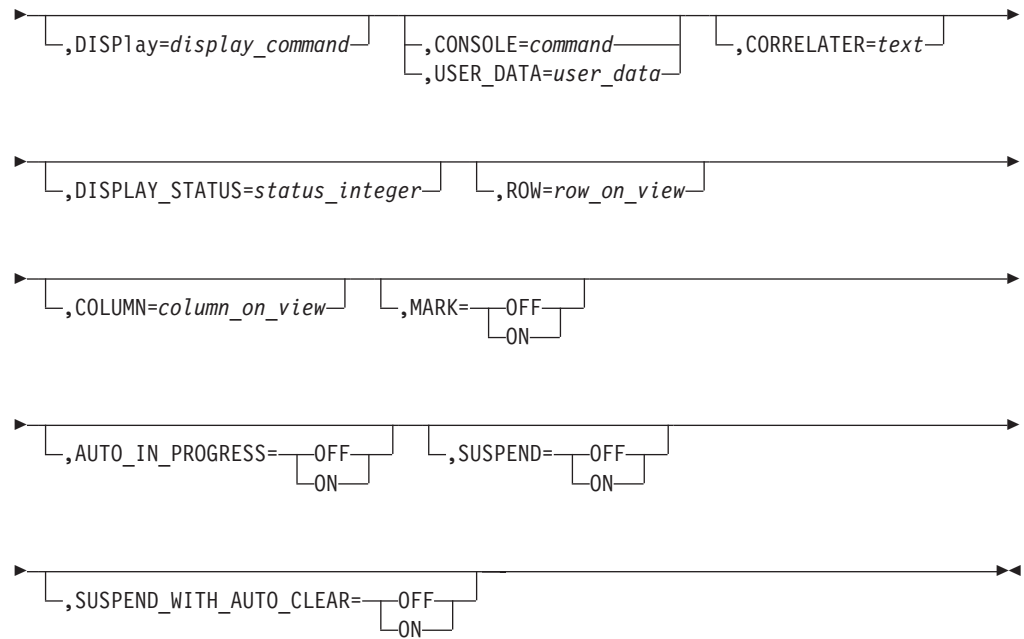 ,DISPlay=display_command ,CONSOLE=command ,CORRELATER=text
,USER_DATA=user_data
,DISPLAY_STATUS=status_integer ,ROW=row_on_view
,COLUMN=column_on_view ,MARK= OFF
ON
,AUTO_IN_PROGRESS= OFF ,SUSPEND= OFF
ON ON
,SUSPEND_WITH_AUTO_CLEAR= OFF
ON